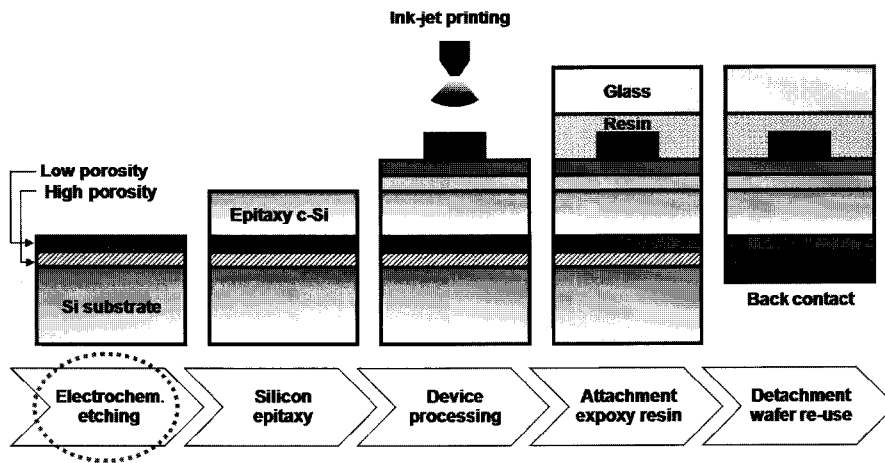 Ink-jet printing
Glass
Resin
Low porosity
High porosity
Epitaxy c-Si
Si substrate
Back contact
Electrochem.
etching
Silicon
epitaxy
Device
processing
Attachment
expoxy resin
Detachment
wafer re-use